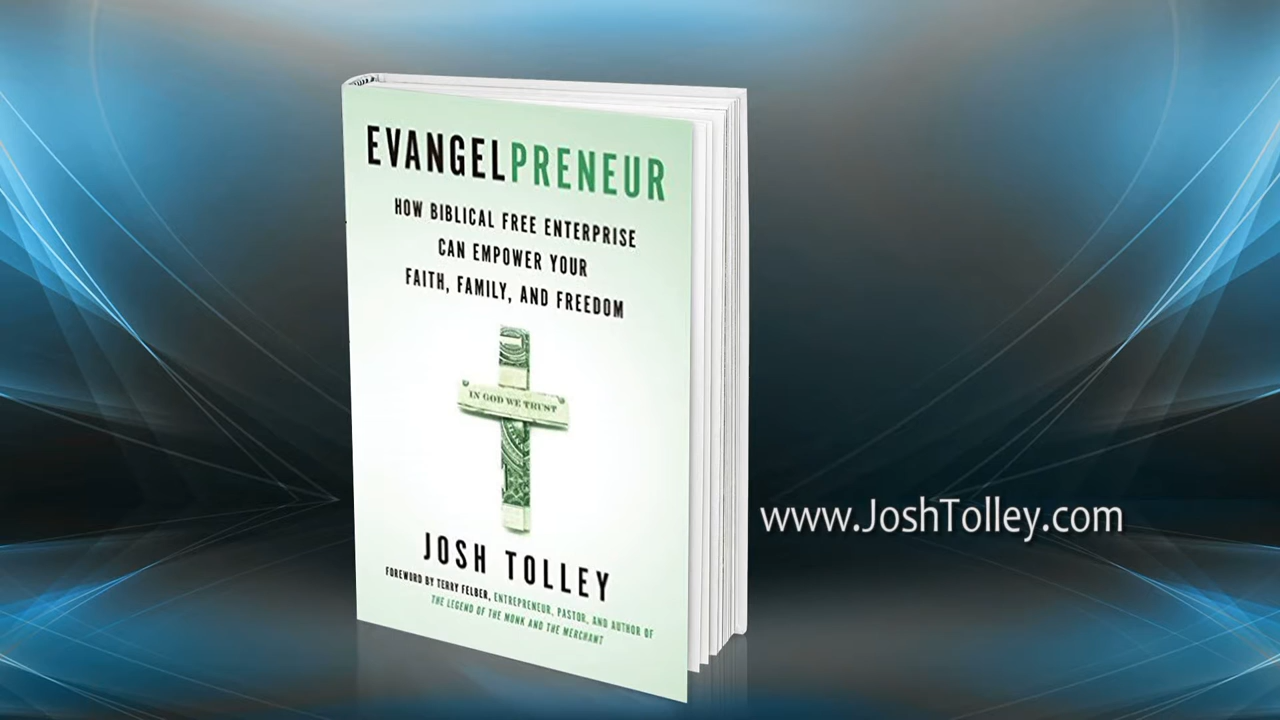 EVANGELPRENEUR
HOW BIBLICAL FREE ENTERPRISE
CAN EMPOWER YOUR
FAITH, FAMILY, AND FREEDOM
IN GOD WE TRUST
JOSH TOLLEY
FOREWORD BY TERRY FELBER, ENTREPRENEUR, PASTOR, AND AUTHOR OF
THE LEGEND OF THE MONK AND THE MERCHANT
www.JoshTolley.com